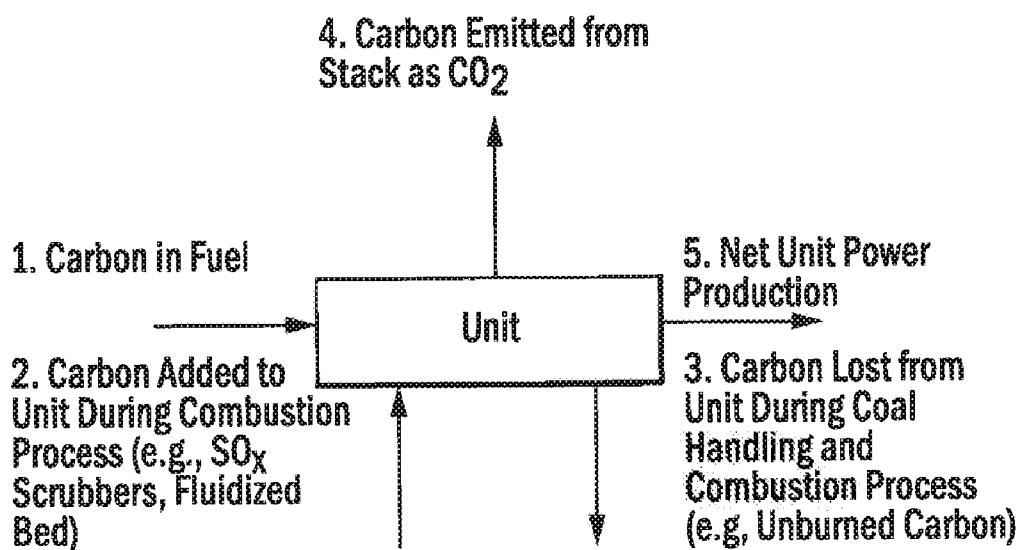 4. Carbon Emitted from
Stack as CO₂
1. Carbon in Fuel
5. Net Unit Power
Production
Unit
2. Carbon Added to
Unit During Combustion
Process (e.g., SOₓ
Scrubbers, Fluidized
Bed)
3. Carbon Lost from
Unit During Coal
Handling and
Combustion Process
(e.g, Unburned Carbon)